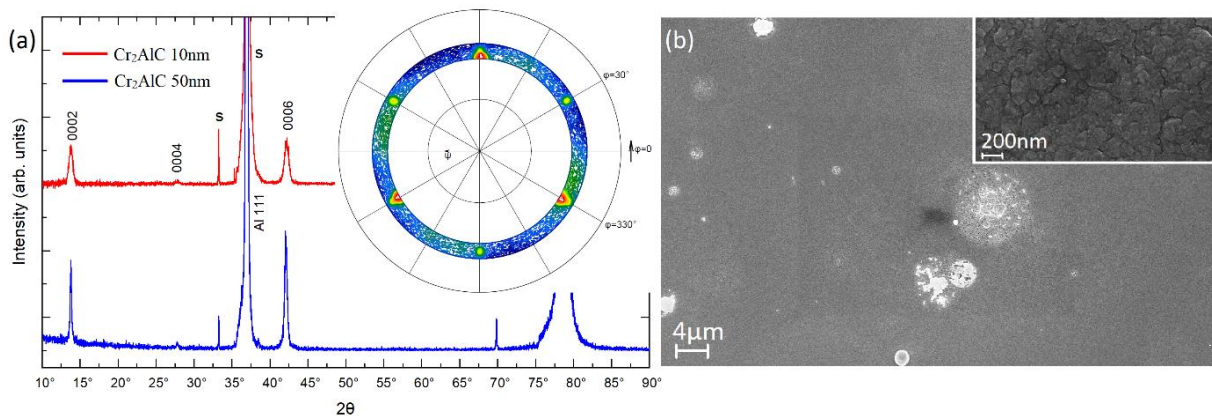 (a)
Cr₂AlC 10nm
Cr₂AlC 50nm
Intensity (arb. units)
0002
0004
S
S
0006
Al 111
φ=30°
φ=0
φ=330°
ψ
10°
15°
20°
25°
30°
35°
40°
45°
50°
55°
60°
65°
70°
75°
80°
85°
90°
2θ
(b)
200nm
4μm